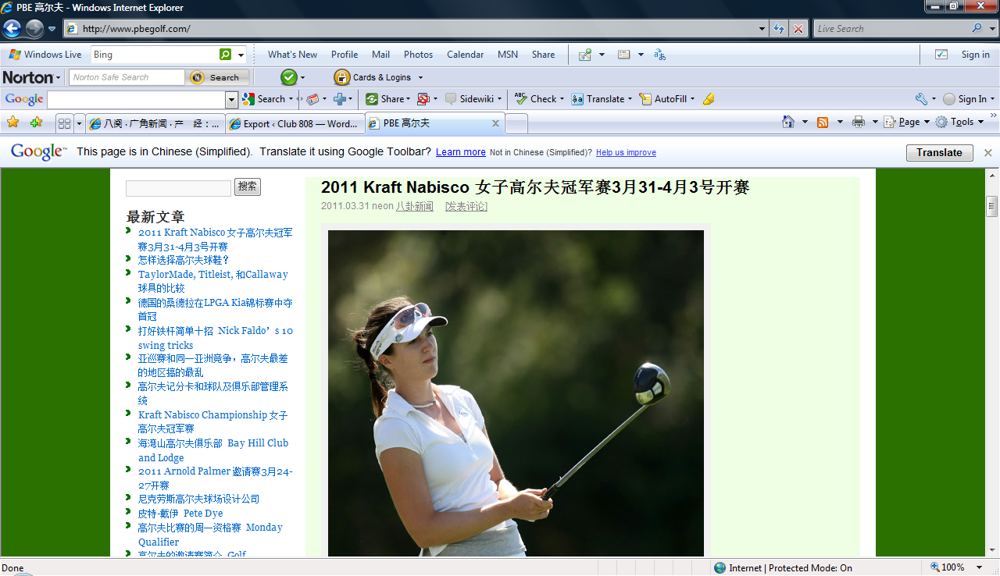 PBE 高尔夫 - Windows Internet Explorer
http://www.pbegolf.com/
Live Search
Windows Live
Bing
What's New Profile Mail Photos Calendar MSN Share
Sign in
Norton
Norton Safe Search
Search
Cards & Logins
Google
Search
Share
Sidewiki
Check
Translate
AutoFill
Sign In
八闽 · 广角新闻 · 产 经：...
Export ‹ Club 808 — Word...
PBE 高尔夫
Page
Tools
Google™ This page is in Chinese (Simplified). Translate it using Google Toolbar? Learn more Not in Chinese (Simplified)? Help us improve
Translate
搜索
最新文章
2011 Kraft Nabisco 女子高尔夫冠军
赛3月31-4月3号开赛
怎样选择高尔夫球鞋？
TaylorMade, Titleist, 和Callaway
球具的比较
德国的桑德拉在LPGA Kia锦标赛中夺
首冠
打好铁杆简单十招 Nick Faldo’s 10
swing tricks
亚巡赛和同一亚洲竞争，高尔夫最差
的地区搞的最乱
高尔夫记分卡和球队及俱乐部管理系
统
Kraft Nabisco Championship 女子
高尔夫冠军赛
海湾山高尔夫俱乐部 Bay Hill Club
and Lodge
2011 Arnold Palmer 邀请赛3月24-
27开赛
尼克劳斯高尔夫球场设计公司
皮特-戴伊 Pete Dye
高尔夫比赛的周一资格赛 Monday
Qualifier
高尔夫的邀请赛简介 Golf
2011 Kraft Nabisco 女子高尔夫冠军赛3月31-4月3号开赛
2011.03.31 neon 八卦新闻 [发表评论]
Done
Internet | Protected Mode: On
100%